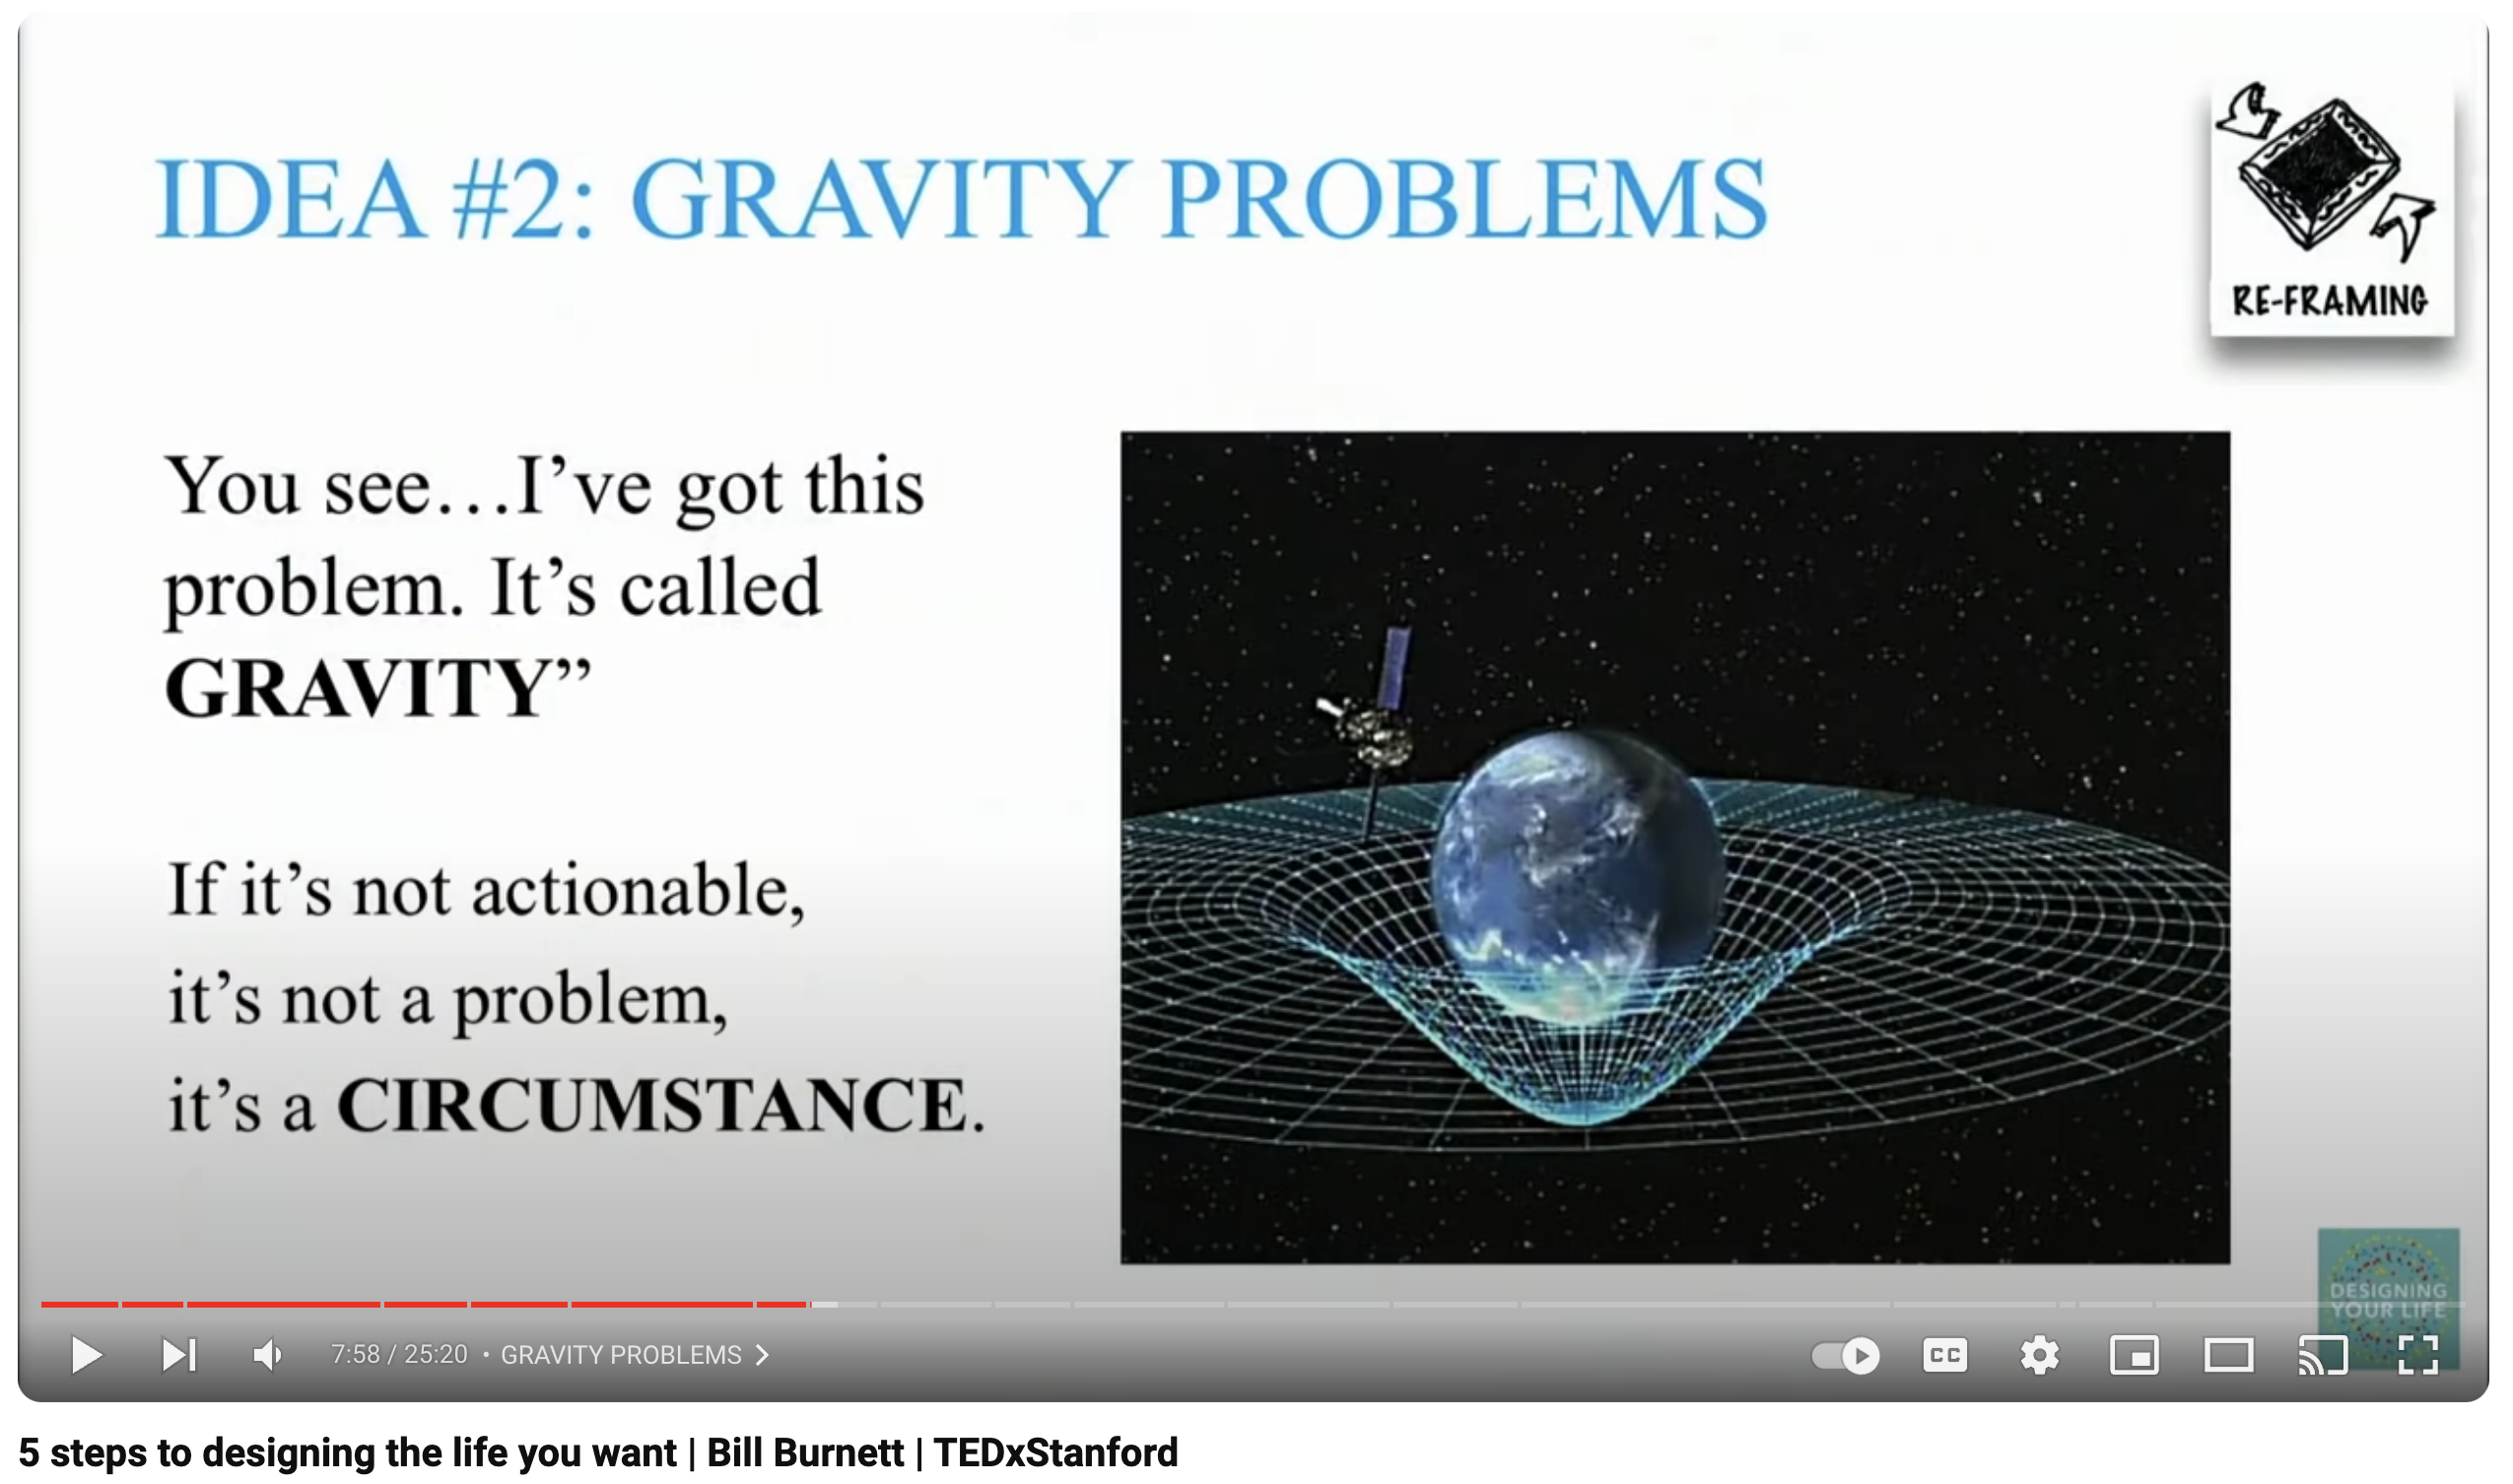 IDEA #2: GRAVITY PROBLEMS
RE-FRAMING
You see…I’ve got this
problem. It’s called
GRAVITY”
If it’s not actionable,
it’s not a problem,
it’s a CIRCUMSTANCE.
DESIGNING
YOUR LIFE
7:58 / 25:20 • GRAVITY PROBLEMS
CC
5 steps to designing the life you want | Bill Burnett | TEDxStanford